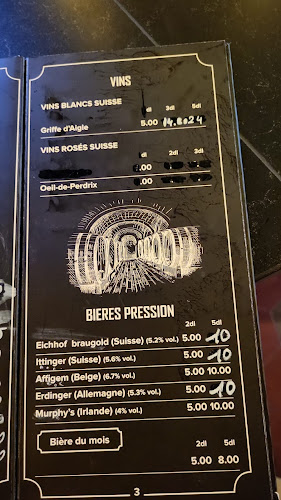 VINS
VINS BLANCS SUISSE dl 2dl 5dl
Griffe d'Aigle 5.00 14.80 24
VINS ROSÉS SUISSE dl 2dl 5dl
.00
Oeil-de-Perdrix .00
BIERES PRESSION
2dl 5dl
Eichhof braugold (Suisse) (5.2% vol.) 5.00 10
Ittinger (Suisse) (5.6% vol.) 5.00 10
Affigem (Belge) (6.7% vol.) 5.00 10.00
Erdinger (Allemagne) (5.3% vol.) 5.00 10
Murphy's (Irlande) (4% vol.) 5.00 10.00
Bière du mois 2dl 5dl
5.00 8.00
3